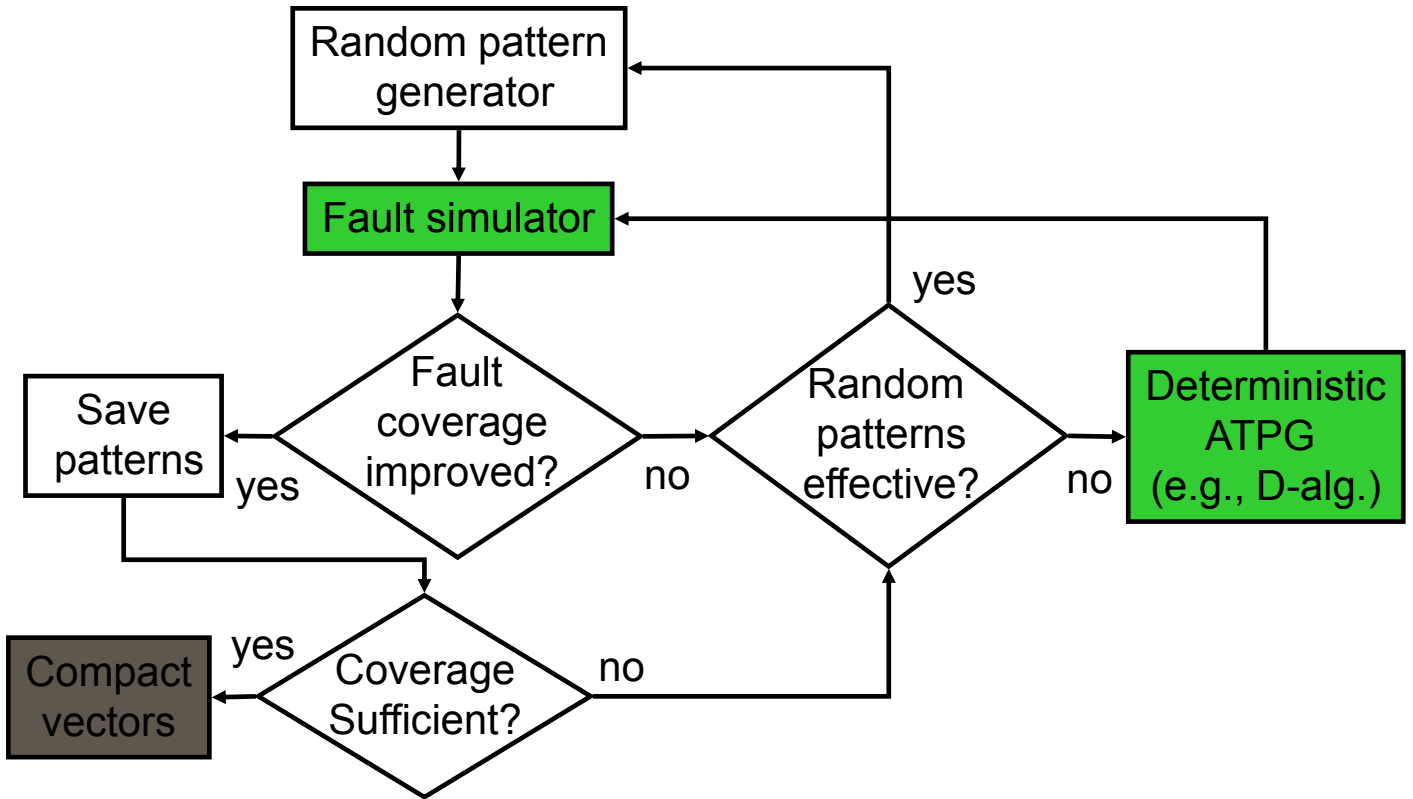 Random pattern
generator
Fault simulator
yes
Fault
coverage
improved?
Random
patterns
effective?
Deterministic
ATPG
(e.g., D-alg.)
Save
patterns
yes
no
no
yes
no
Compact
vectors
Coverage
Sufficient?